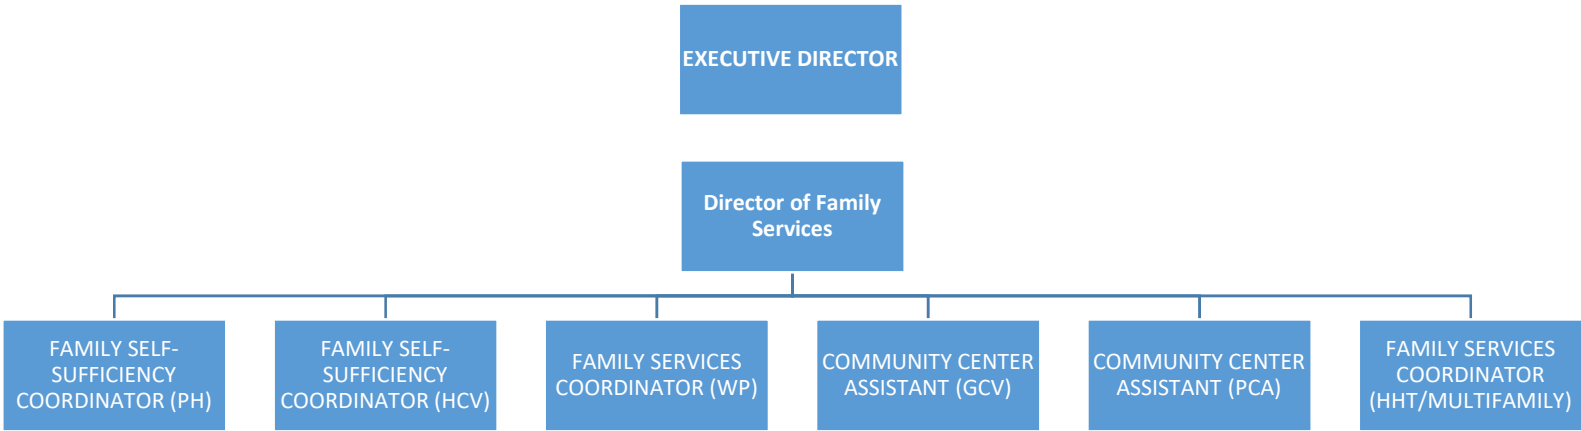 EXECUTIVE DIRECTOR
Director of Family
Services
FAMILY SELF-
SUFFICIENCY
COORDINATOR (PH)
FAMILY SELF-
SUFFICIENCY
COORDINATOR (HCV)
FAMILY SERVICES
COORDINATOR (WP)
COMMUNITY CENTER
ASSISTANT (GCV)
COMMUNITY CENTER
ASSISTANT (PCA)
FAMILY SERVICES
COORDINATOR
(HHT/MULTIFAMILY)